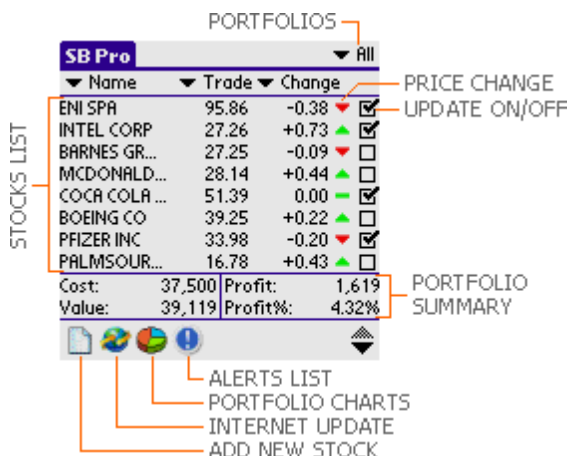 PORTFOLIOS
SB Pro All
Name Trade Change
PRICE CHANGE
ENI SPA 95.86 -0.38
UPDATE ON/OFF
INTEL CORP 27.26 +0.73
BARNES GR... 27.25 -0.09
MCDONALD... 28.14 +0.44
COCA COLA ... 51.39 0.00
BOEING CO 39.25 +0.22
PFIZER INC 33.98 -0.20
PALMSOUR... 16.78 +0.43
STOCKS LIST
Cost: 37,500 Profit: 1,619
Value: 39,119 Profit%: 4.32%
PORTFOLIO
SUMMARY
ALERTS LIST
PORTFOLIO CHARTS
INTERNET UPDATE
ADD NEW STOCK